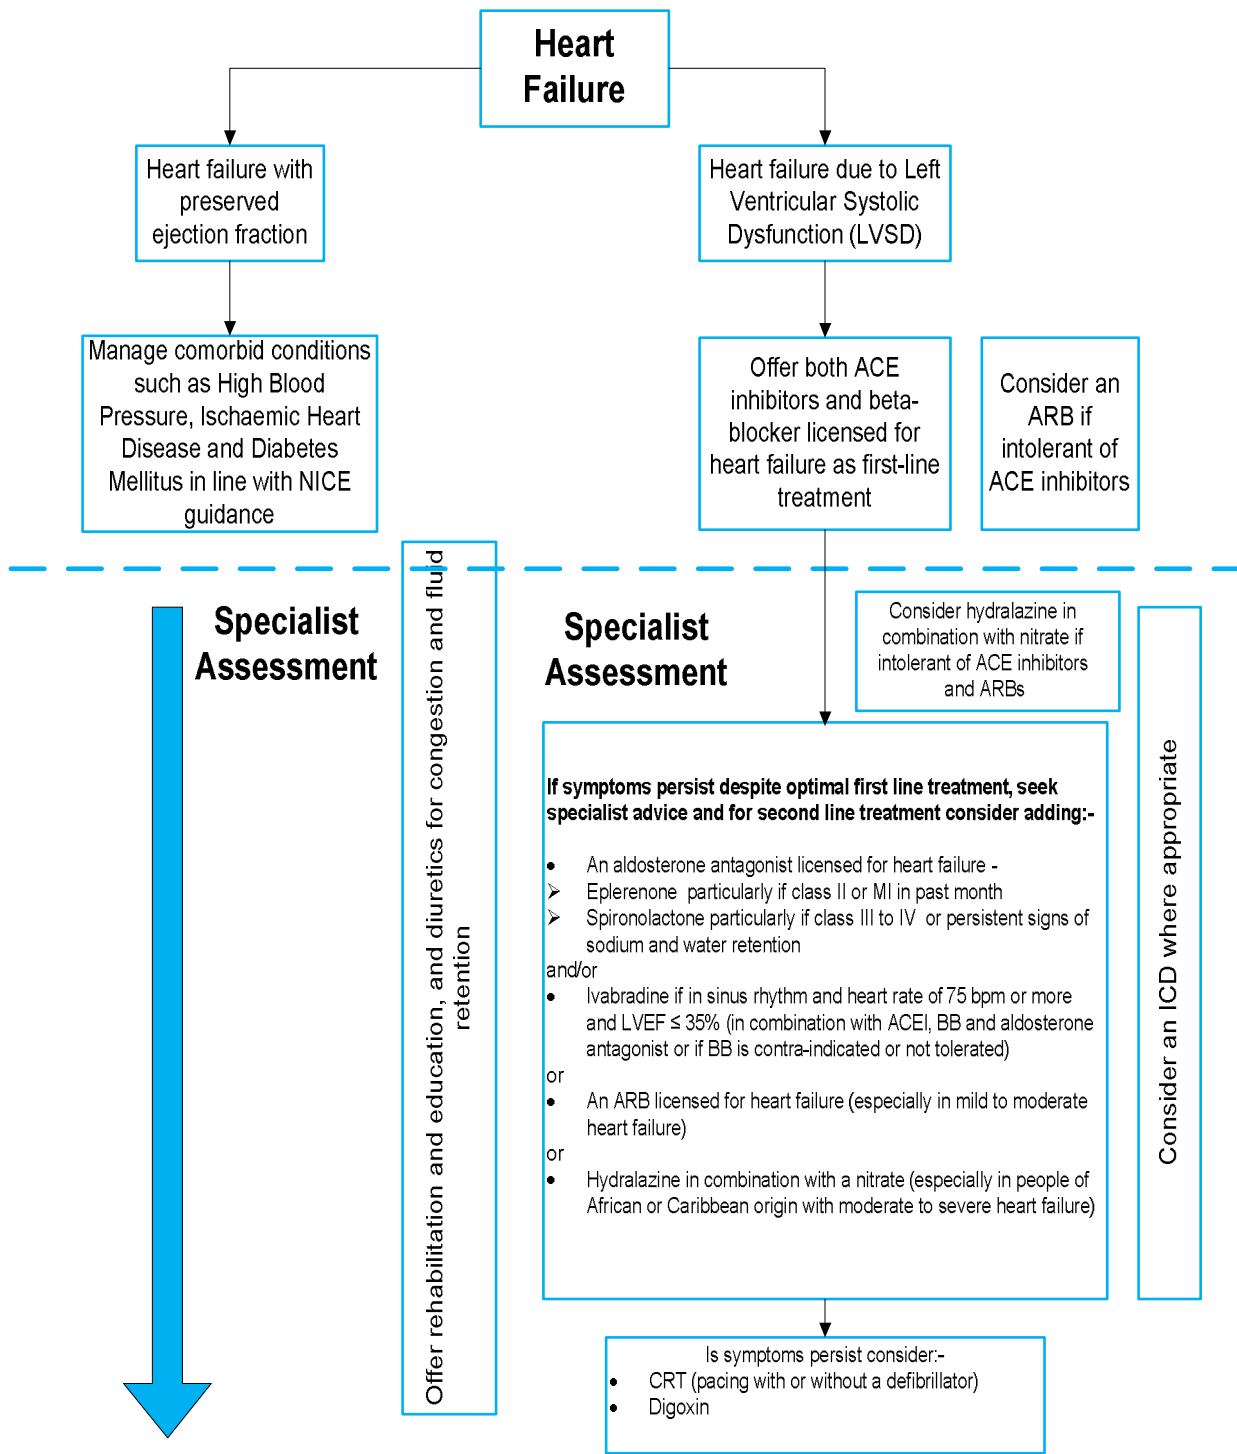 Heart
Failure
Heart failure with
preserved
ejection fraction
Heart failure due to Left
Ventricular Systolic
Dysfunction (LVSD)
Manage comorbid conditions
such as High Blood
Pressure, Ischaemic Heart
Disease and Diabetes
Mellitus in line with NICE
guidance
Offer both ACE
inhibitors and beta-
blocker licensed for
heart failure as first-line
treatment
Consider an
ARB if
intolerant of
ACE inhibitors
Specialist
Assessment
Offer rehabilitation and education, and diuretics for congestion and fluid
retention
Specialist
Assessment
Consider hydralazine in
combination with nitrate if
intolerant of ACE inhibitors
and ARBs
If symptoms persist despite optimal first line treatment, seek
specialist advice and for second line treatment consider adding:-
• An aldosterone antagonist licensed for heart failure -
➢ Eplerenone particularly if class II or MI in past month
➢ Spironolactone particularly if class III to IV or persistent signs of
sodium and water retention
and/or
• Ivabradine if in sinus rhythm and heart rate of 75 bpm or more
and LVEF ≤ 35% (in combination with ACEI, BB and aldosterone
antagonist or if BB is contra-indicated or not tolerated)
or
• An ARB licensed for heart failure (especially in mild to moderate
heart failure)
or
• Hydralazine in combination with a nitrate (especially in people of
African or Caribbean origin with moderate to severe heart failure)
Consider an ICD where appropriate
Is symptoms persist consider:-
• CRT (pacing with or without a defibrillator)
• Digoxin